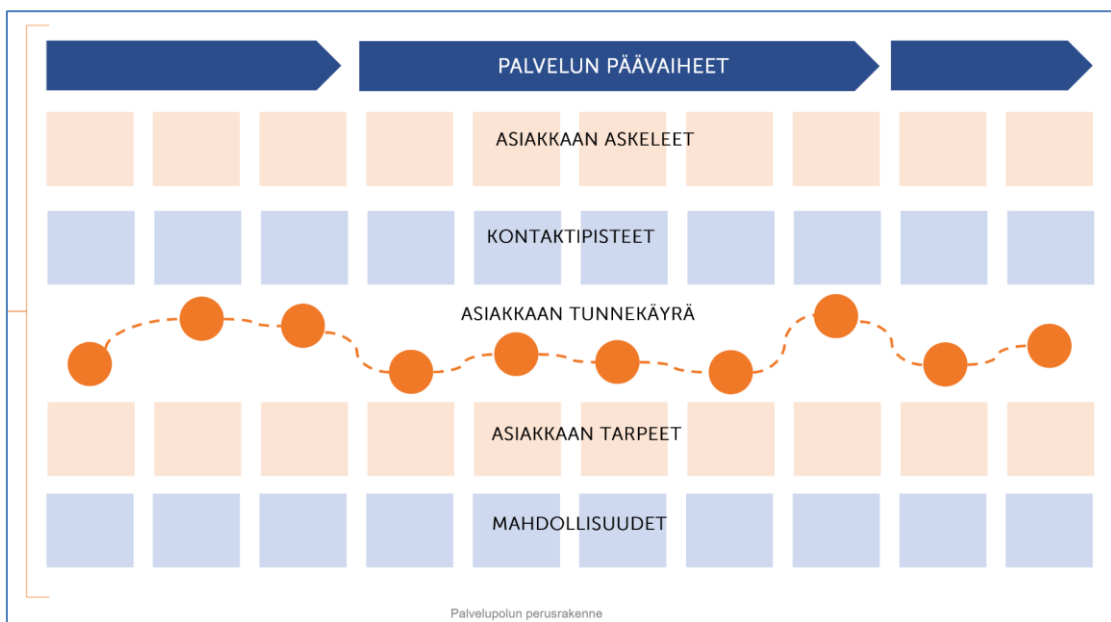 PALVELUN PÄÄVAIHEET
ASIAKKAAN ASKELEET
KONTAKTIPISTEET
ASIAKKAAN TUNNEKÄYRÄ
ASIAKKAAN TARPEET
MAHDOLLISUUDET
Palvelupolun perusrakenne